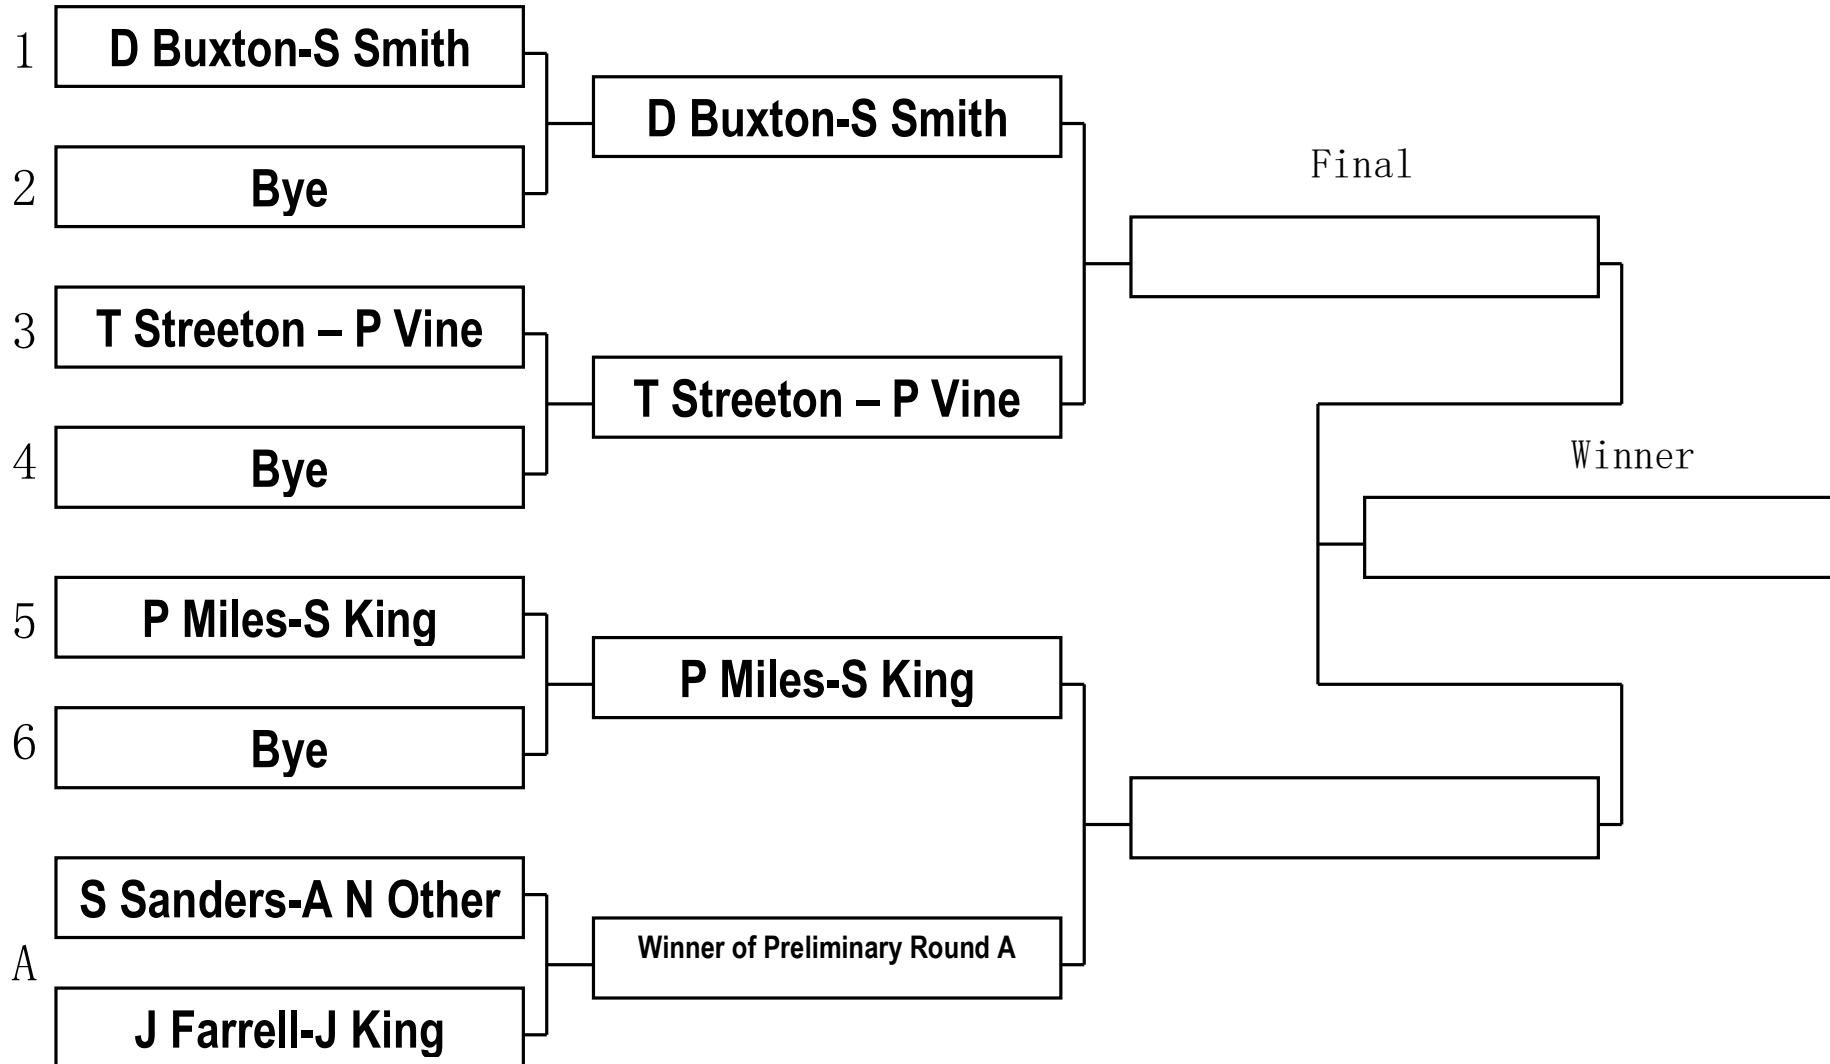 1
D Buxton-S Smith
2
Bye
3
T Streeton – P Vine
4
Bye
5
P Miles-S King
6
Bye
A
S Sanders-A N Other
J Farrell-J King
D Buxton-S Smith
T Streeton – P Vine
P Miles-S King
Winner of Preliminary Round A
Final
Winner